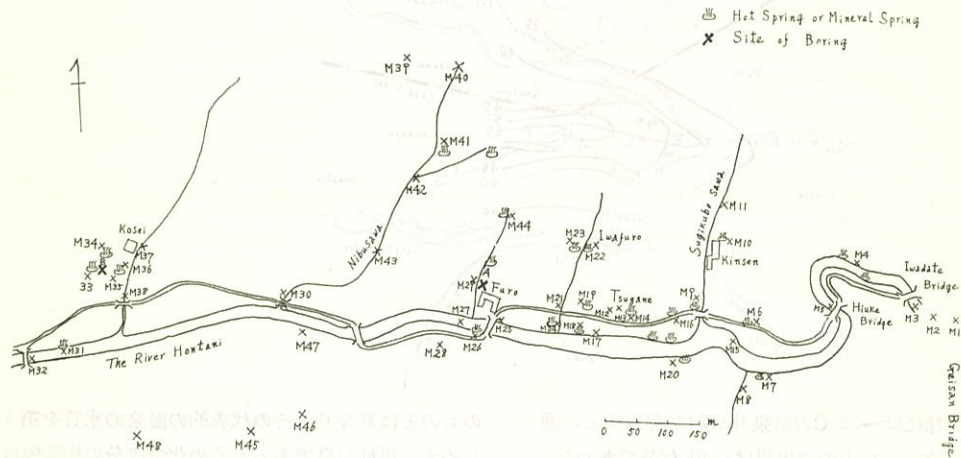 Hot Spring or Mineral Spring
Site of Boring
M39
M40
M41
M42
M44
M43
Nibusawa
Kosei
M34
M37
M36
B
33
M35
M38
M30
M31
M32
The River Hontani
M47
M48
M45
M46
M29
A
Furo
M27
M25
M26
M28
M23
M22
Iwafuro
M21
M19
Tsugane
M12
M13
M14
M18
M17
M16
M20
Suginubo Sawa
M11
M10
Kinsen
M9
M6
M15
M7
M8
M4
M5
Iwadate
Bridge
Hiuke
Bridge
M3
M2
M1
Geisan Bridge
0 50 100 150 m